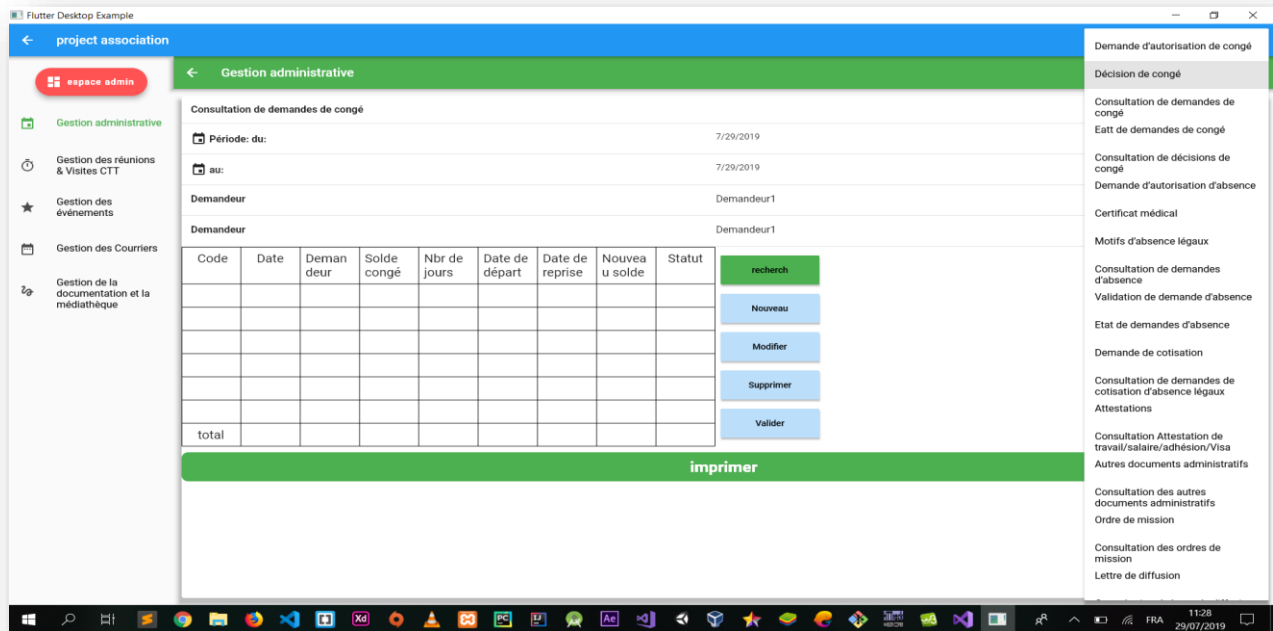 Flutter Desktop Example
project association
espace admin
Gestion administrative
Gestion des réunions
& Visites CTT
Gestion des
événements
Gestion des Courriers
Gestion de la
documentation et la
médiathèque
Gestion administrative
Consultation de demandes de congé
Période: du:
7/29/2019
au:
7/29/2019
Demandeur
Demandeur1
Demandeur
Demandeur1
Code Date Deman Solde Nbr de Date de Date de Nouvea Statut
deur congé jours départ reprise u solde
total
recherch
Nouveau
Modifier
Supprimer
Valider
imprimer
Demande d'autorisation de congé
Décision de congé
Consultation de demandes de
congé
Eatt de demandes de congé
Consultation de décisions de
congé
Demande d'autorisation d'absence
Certificat médical
Motifs d'absence légaux
Consultation de demandes
d'absence
Validation de demande d'absence
Etat de demandes d'absence
Demande de cotisation
Consultation de demandes de
cotisation d'absence légaux
Attestations
Consultation Attestation de
travail/salaire/adhésion/Visa
Autres documents administratifs
Consultation des autres
documents administratifs
Ordre de mission
Consultation des ordres de
mission
Lettre de diffusion
Xd
PC
IJ
Ae
FRA
11:28
29/07/2019